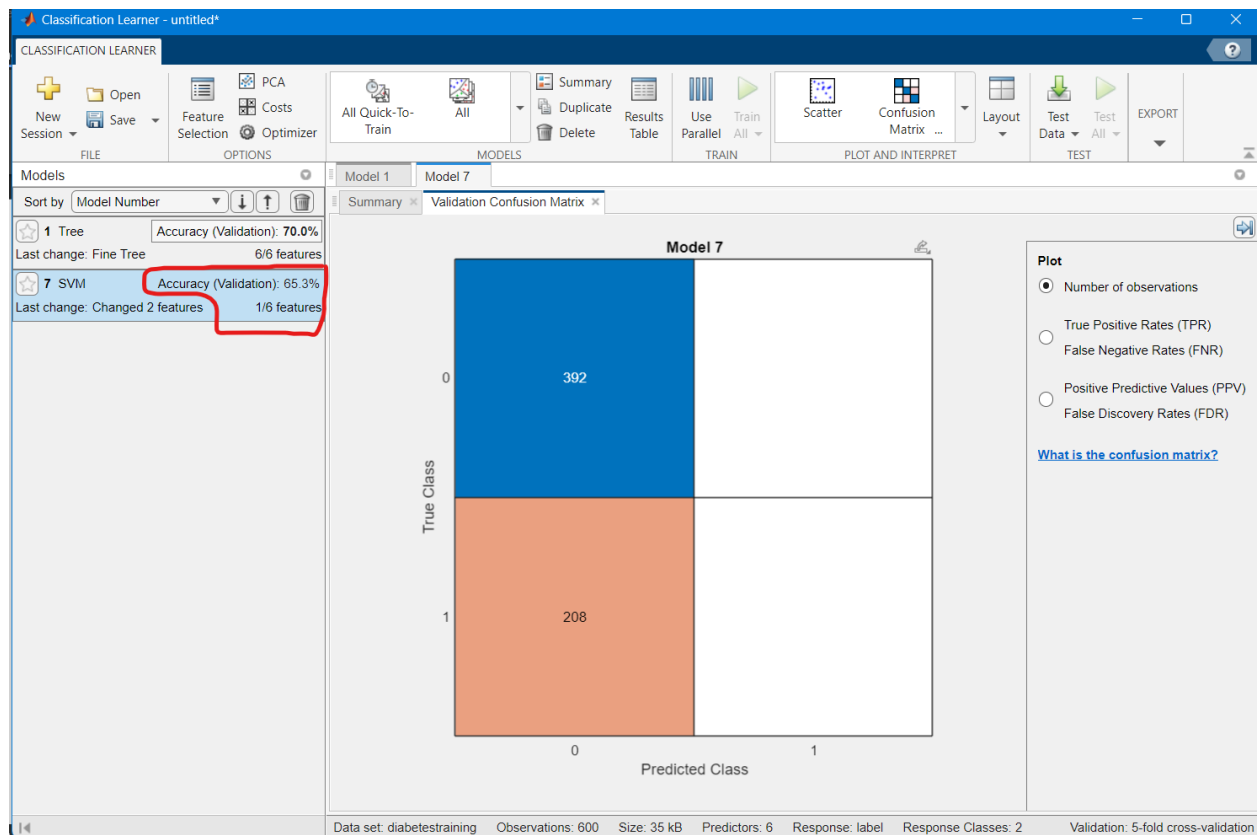 Classification Learner - untitled*
CLASSIFICATION LEARNER
?
New Session
Open
Save
FILE
Feature Selection
PCA
Costs
Optimizer
OPTIONS
All Quick-To-Train
All
Summary
Duplicate
Delete
MODELS
Results Table
Use Parallel
Train All
TRAIN
Scatter
Confusion Matrix ...
PLOT AND INTERPRET
Layout
Test Data
Test All
TEST
EXPORT
Models
Sort by Model Number
1 Tree Accuracy (Validation): 70.0%
Last change: Fine Tree 6/6 features
7 SVM Accuracy (Validation): 65.3%
Last change: Changed 2 features 1/6 features
Model 1 Model 7
Summary Validation Confusion Matrix
Model 7
0
392
1
208
True Class
0 1
Predicted Class
Plot
Number of observations
True Positive Rates (TPR)
False Negative Rates (FNR)
Positive Predictive Values (PPV)
False Discovery Rates (FDR)
What is the confusion matrix?
Data set: diabetestraining Observations: 600 Size: 35 kB Predictors: 6 Response: label Response Classes: 2 Validation: 5-fold cross-validation